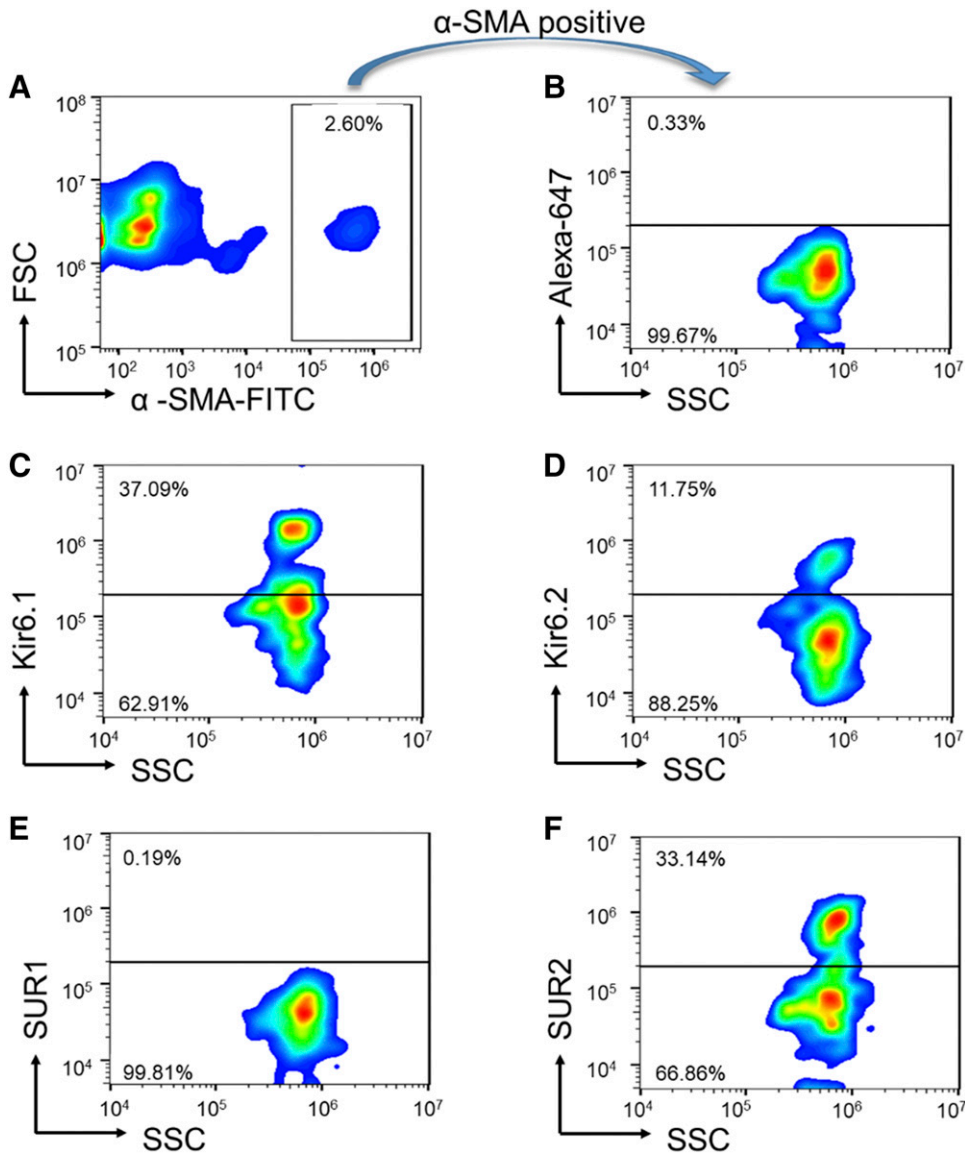 α-SMA positive
A
B
10⁸
10⁷
10⁶
10⁵
2.60%
FSC
10² 10³ 10⁴ 10⁵ 10⁶
α -SMA-FITC
10⁷
10⁶
10⁵
10⁴
0.33%
99.67%
Alexa-647
10⁴ 10⁵ 10⁶ 10⁷
SSC
C
D
10⁷
10⁶
10⁵
10⁴
37.09%
62.91%
Kir6.1
10⁴ 10⁵ 10⁶ 10⁷
SSC
10⁷
10⁶
10⁵
10⁴
11.75%
88.25%
Kir6.2
10⁴ 10⁵ 10⁶ 10⁷
SSC
E
F
10⁷
10⁶
10⁵
10⁴
0.19%
99.81%
SUR1
10⁴ 10⁵ 10⁶ 10⁷
SSC
10⁷
10⁶
10⁵
10⁴
33.14%
66.86%
SUR2
10⁴ 10⁵ 10⁶ 10⁷
SSC